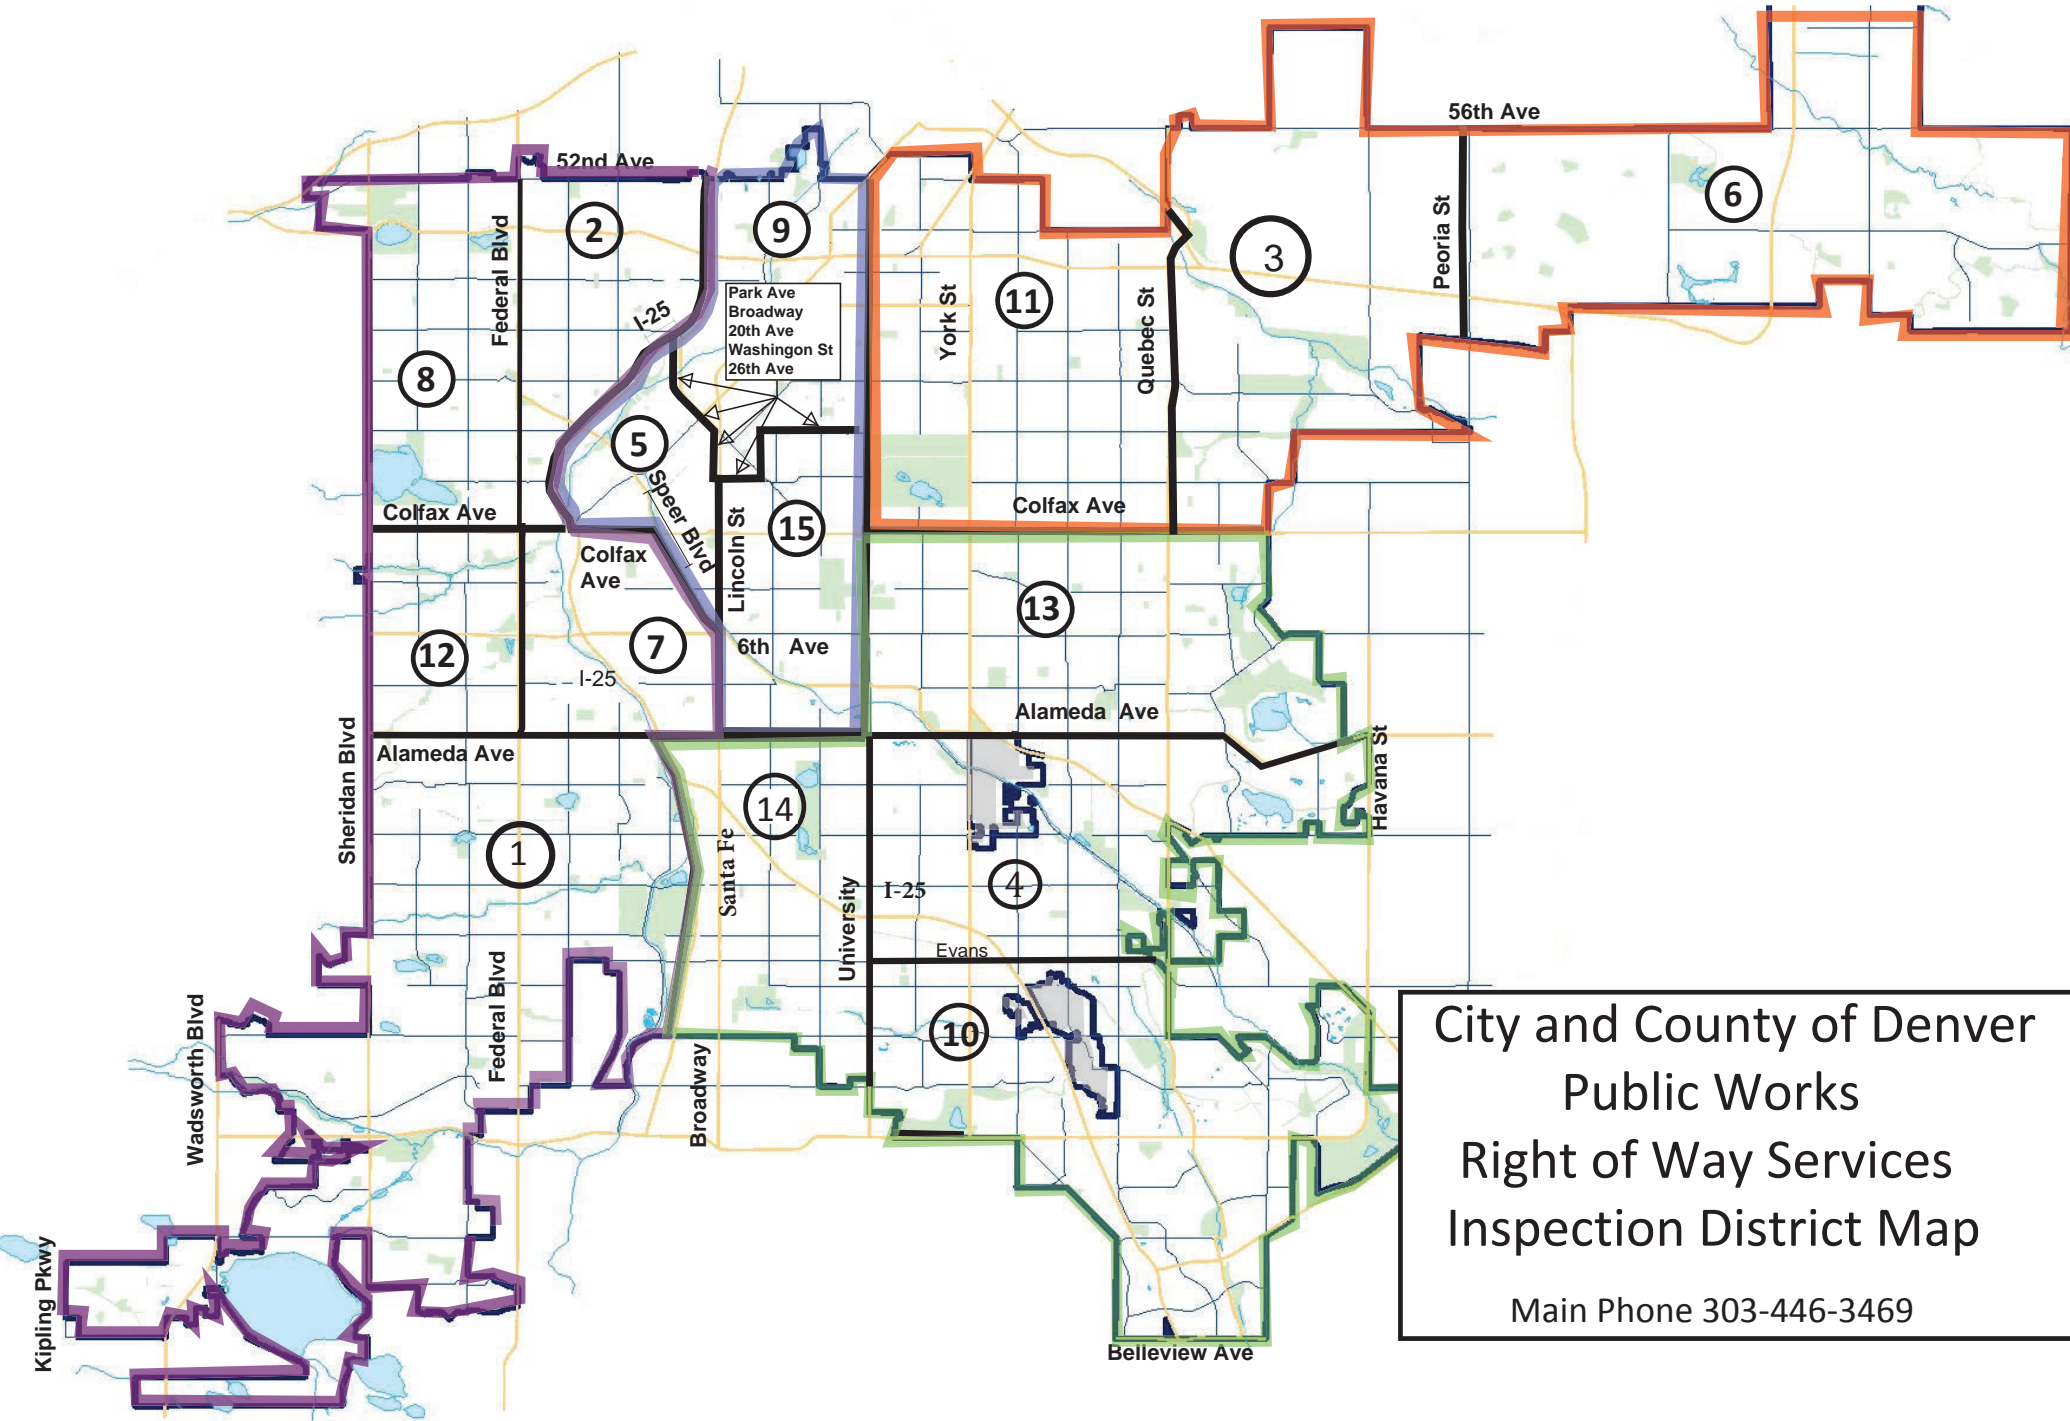 56th Ave
52nd Ave
6
2
9
Peoria St
Federal Blvd
3
Park Ave
Broadway
20th Ave
Washingon St
26th Ave
York St
11
Quebec St
I-25
8
5
Speer Blvd
Colfax Ave
Colfax Ave
15
Lincoln St
Colfax
Ave
13
12
7
6th Ave
I-25
Alameda Ave
Alameda Ave
Sheridan Blvd
Havana St
14
1
Santa Fe
University
I-25
4
Evans
Federal Blvd
Wadsworth Blvd
10
Broadway
Kipling Pkwy
Belleview Ave
City and County of Denver
Public Works
Right of Way Services
Inspection District Map
Main Phone 303-446-3469